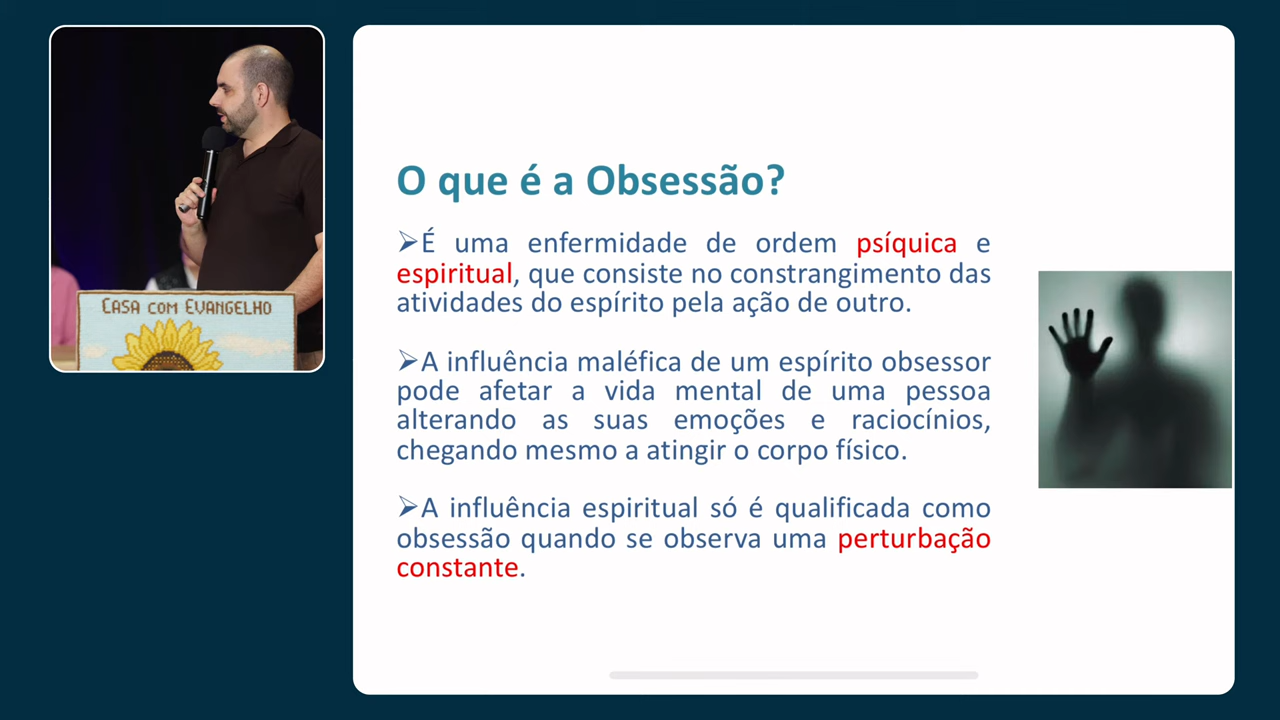 CASA COM EVANGELHO
O que é a Obsessão?
➢É uma enfermidade de ordem psíquica e
espiritual, que consiste no constrangimento das
atividades do espírito pela ação de outro.
➢A influência maléfica de um espírito obsessor
pode afetar a vida mental de uma pessoa
alterando as suas emoções e raciocínios,
chegando mesmo a atingir o corpo físico.
➢A influência espiritual só é qualificada como
obsessão quando se observa uma perturbação
constante.